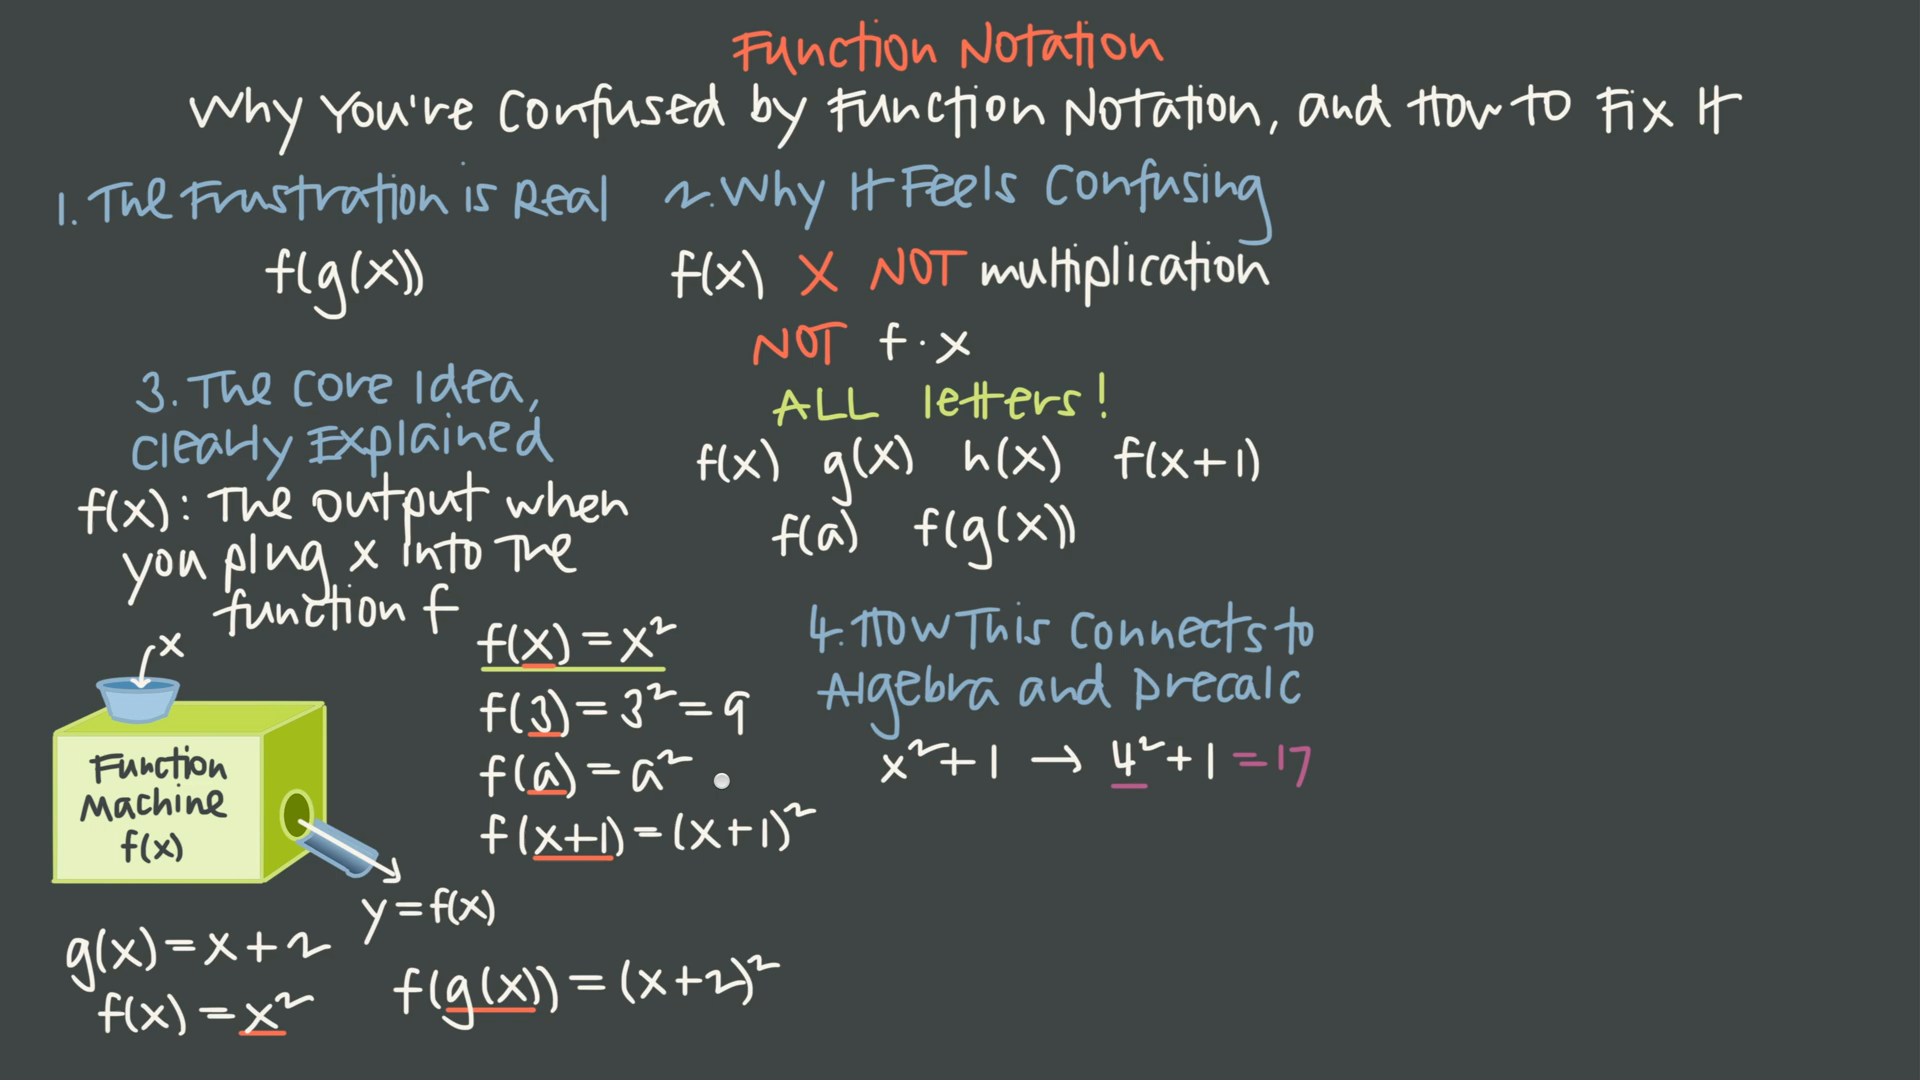 Function Notation
Why You're Confused by Function Notation, and How to Fix It
1. The Frustration is Real
f(g(x))
2. Why It Feels Confusing
f(x) X NOT multiplication
NOT f · x
ALL letters!
f(x) g(x) h(x) f(x+1)
f(a) f(g(x))
3. The Core Idea,
Clearly Explained
f(x): The output when
you plug x into the
function f
x
Function
Machine
f(x)
y = f(x)
f(x) = x²
f(3) = 3² = 9
f(a) = a²
f(x+1) = (x+1)²
g(x) = x + 2
f(x) = x²
f(g(x)) = (x+2)²
4. How This Connects to
Algebra and Precalc
x² + 1 → 4² + 1 = 17